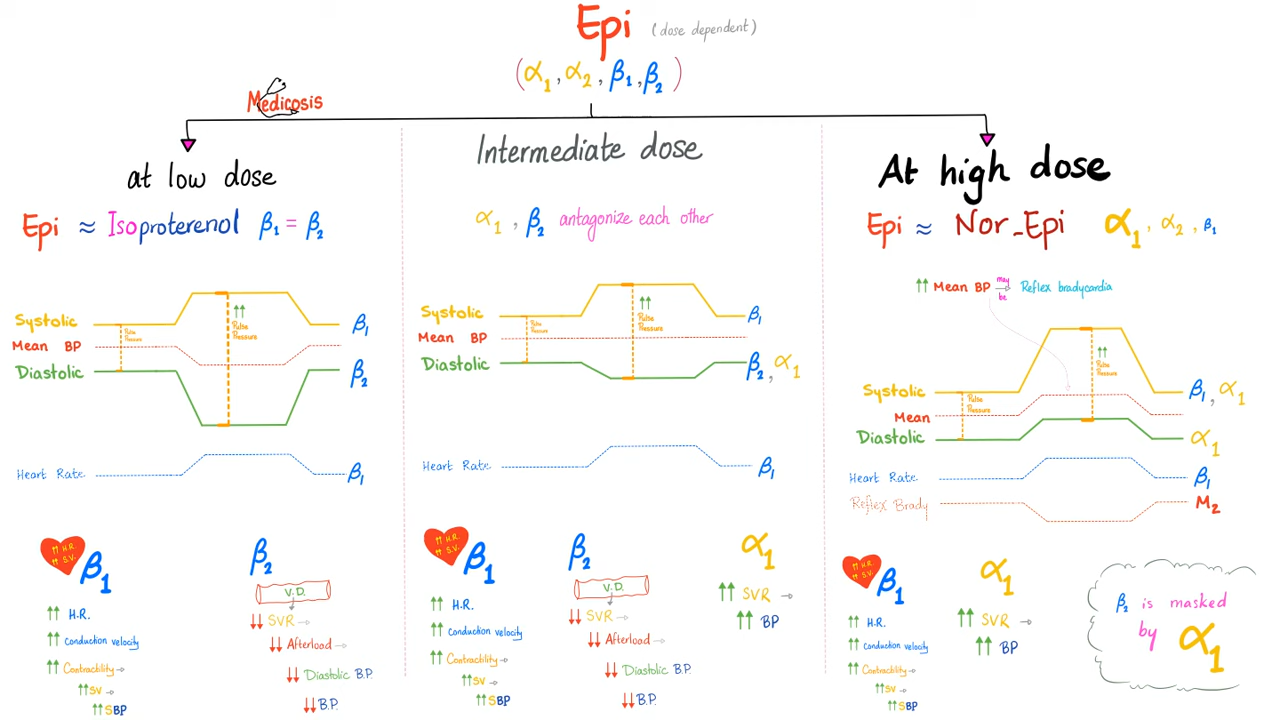 Epi (dose dependent)
(α1, α2, β1, β2)
Medicosis
at low dose
Epi ≈ Isoproterenol β1 = β2
Systolic
Mean BP
Diastolic
Pulse Pressure
↑↑ Pulse Pressure
β1
β2
Heart Rate
β1
↑↑ H.R.
↑↑ S.V.
β1
↑↑ H.R.
↑↑ Conduction velocity
↑↑ Contractility →
↑↑ SV →
↑↑ SBP
β2
V.D.
↓↓ SVR →
↓↓ Afterload →
↓↓ Diastolic B.P.
↓↓ B.P.
Intermediate dose
α1, β2 antagonize each other
Systolic
Mean BP
Diastolic
Pulse Pressure
↑↑ Pulse Pressure
β1
β2, α1
Heart Rate
β1
↑↑ H.R.
↑↑ S.V.
β1
↑↑ H.R.
↑↑ Conduction velocity
↑↑ Contractility →
↑↑ SV →
↑↑ SBP
β2
V.D.
↓↓ SVR →
↓↓ Afterload →
↓↓ Diastolic B.P.
↓↓ B.P.
α1
↑↑ SVR →
↑↑ BP
At high dose
Epi ≈ Nor-Epi α1, α2, β1
↑↑ Mean BP may be ⇒ Reflex bradycardia
Systolic
Mean
Diastolic
Pulse Pressure
↑↑ Pulse Pressure
β1, α1
α1
Heart Rate
β1
Reflex Brady
M2
↑↑ H.R.
↑↑ S.V.
β1
↑↑ H.R.
↑↑ Conduction velocity
↑↑ Contractility →
↑↑ SV →
↑↑ SBP
α1
↑↑ SVR →
↑↑ BP
β2 is masked
by α1